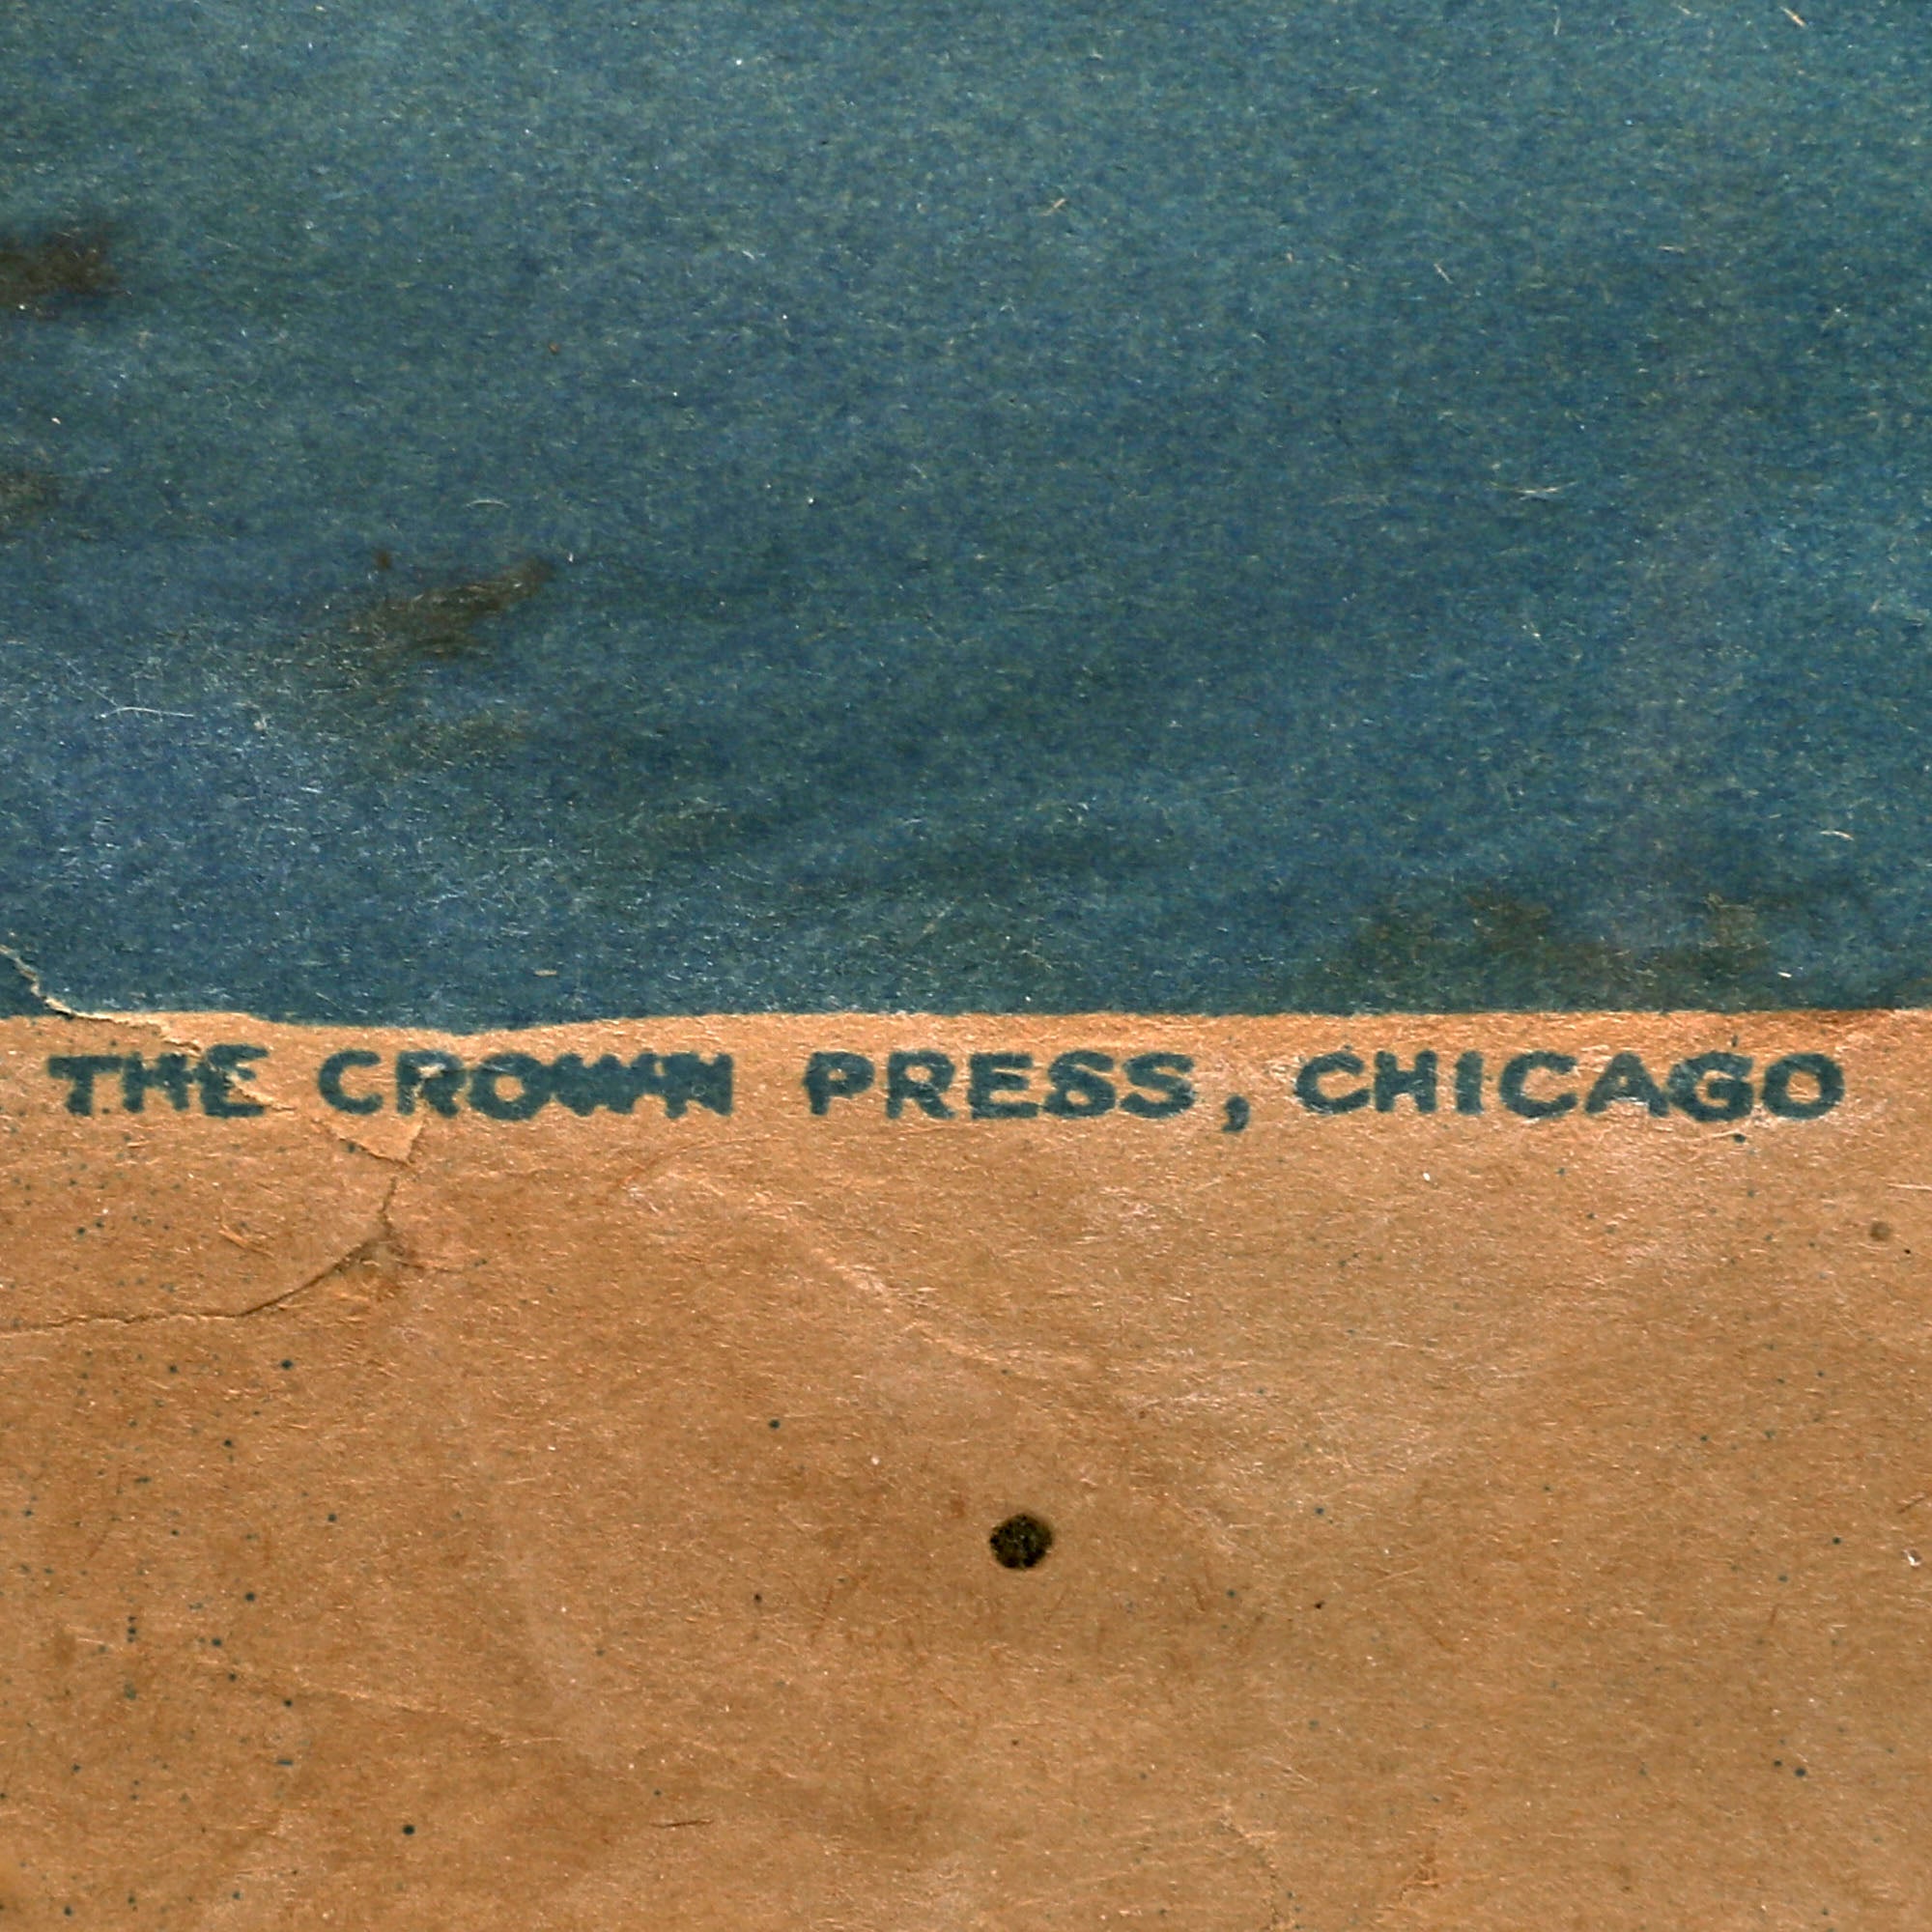 THE CROWN PRESS, CHICAGO